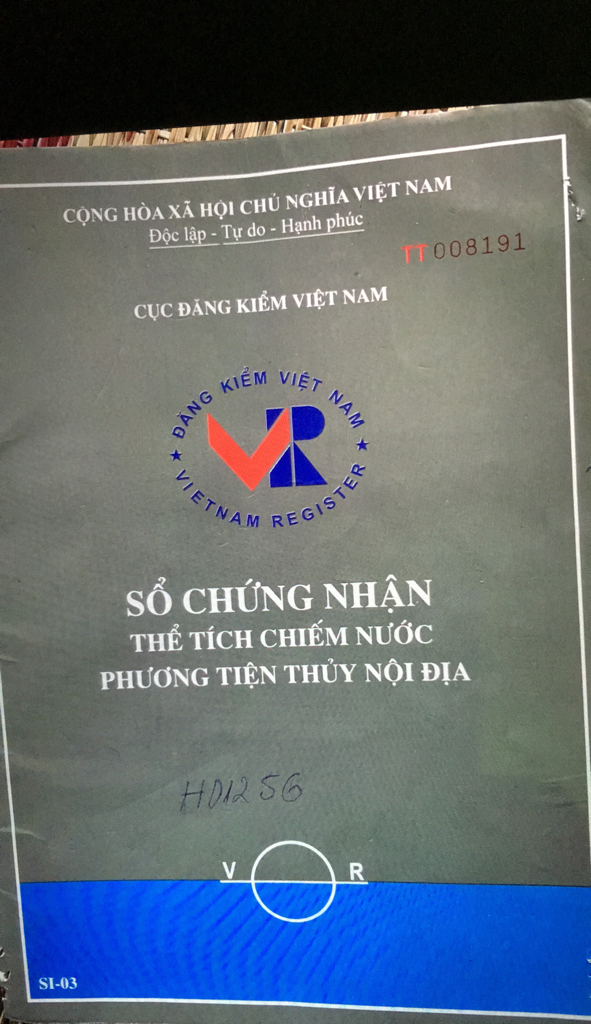 CỘNG HÒA XÃ HỘI CHỦ NGHĨA VIỆT NAM
Độc lập - Tự do - Hạnh phúc
TT008191
CỤC ĐĂNG KIỂM VIỆT NAM
ĐĂNG KIỂM VIỆT NAM
VR
VIETNAM REGISTER
SỔ CHỨNG NHẬN
THỂ TÍCH CHIẾM NƯỚC
PHƯƠNG TIỆN THỦY NỘI ĐỊA
HD1256
V R
SI-03